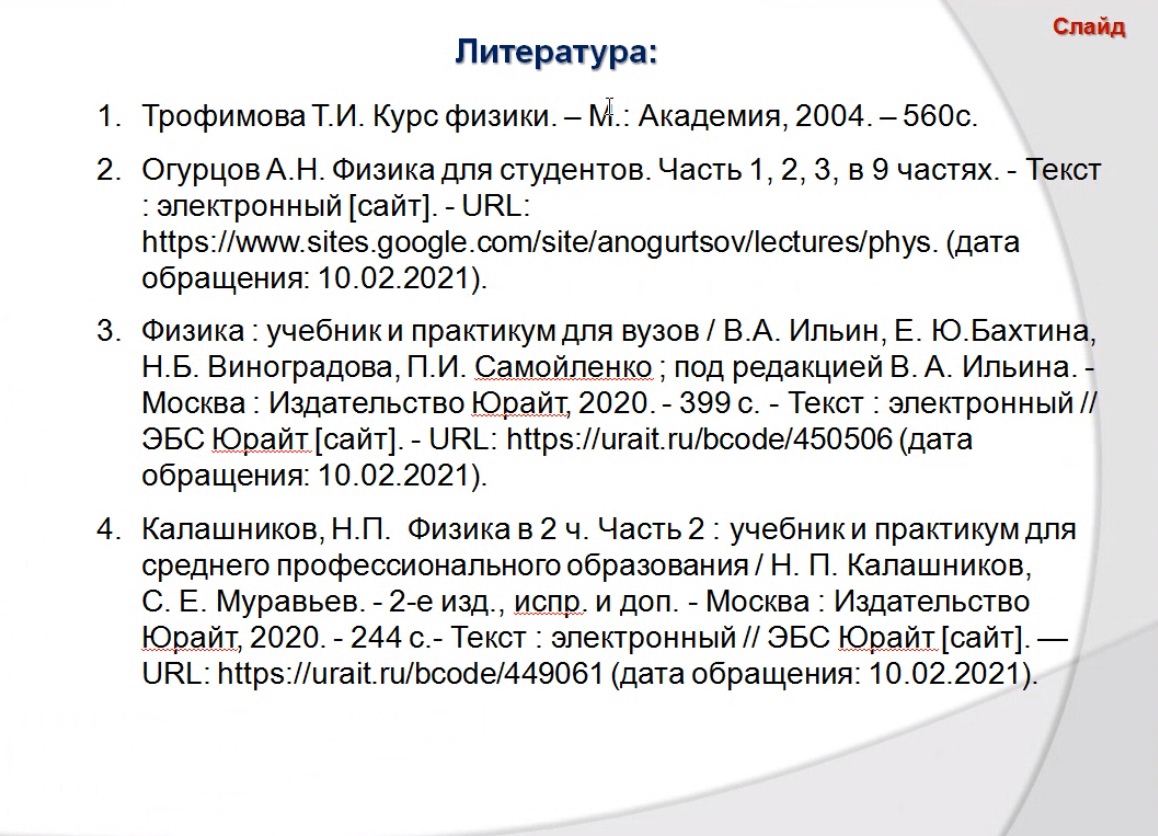 Слайд
Литература:
1. Трофимова Т.И. Курс физики. – М.: Академия, 2004. – 560с.
2. Огурцов А.Н. Физика для студентов. Часть 1, 2, 3, в 9 частях. - Текст
: электронный [сайт]. - URL:
https://www.sites.google.com/site/anogurtsov/lectures/phys. (дата
обращения: 10.02.2021).
3. Физика : учебник и практикум для вузов / В.А. Ильин, Е. Ю.Бахтина,
Н.Б. Виноградова, П.И. Самойленко ; под редакцией В. А. Ильина. -
Москва : Издательство Юрайт, 2020. - 399 с. - Текст : электронный //
ЭБС Юрайт [сайт]. - URL: https://urait.ru/bcode/450506 (дата
обращения: 10.02.2021).
4. Калашников, Н.П. Физика в 2 ч. Часть 2 : учебник и практикум для
среднего профессионального образования / Н. П. Калашников,
С. Е. Муравьев. - 2-е изд., испр. и доп. - Москва : Издательство
Юрайт, 2020. - 244 с.- Текст : электронный // ЭБС Юрайт [сайт]. —
URL: https://urait.ru/bcode/449061 (дата обращения: 10.02.2021).